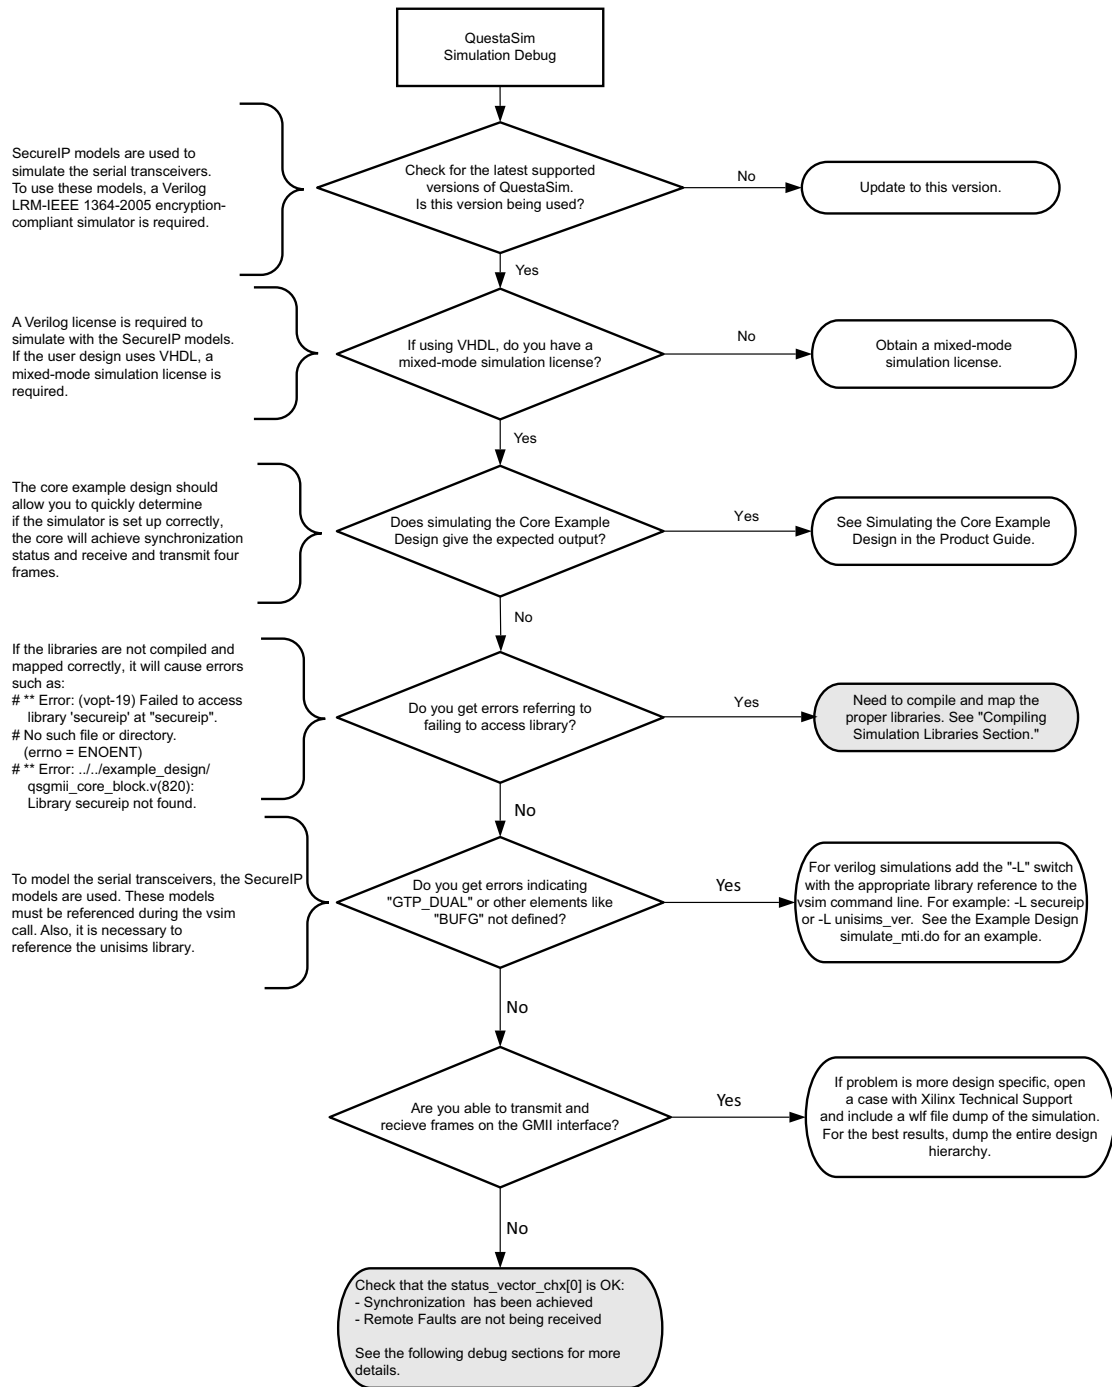 QuestaSim
Simulation Debug
SecureIP models are used to
simulate the serial transceivers.
To use these models, a Verilog
LRM-IEEE 1364-2005 encryption-
compliant simulator is required.
Check for the latest supported
versions of QuestaSim.
Is this version being used?
No
Update to this version.
Yes
A Verilog license is required to
simulate with the SecureIP models.
If the user design uses VHDL, a
mixed-mode simulation license is
required.
If using VHDL, do you have a
mixed-mode simulation license?
No
Obtain a mixed-mode
simulation license.
Yes
The core example design should
allow you to quickly determine
if the simulator is set up correctly,
the core will achieve synchronization
status and receive and transmit four
frames.
Does simulating the Core Example
Design give the expected output?
Yes
See Simulating the Core Example
Design in the Product Guide.
No
If the libraries are not compiled and
mapped correctly, it will cause errors
such as:
# ** Error: (vopt-19) Failed to access
library 'secureip' at "secureip".
# No such file or directory.
(errno = ENOENT)
# ** Error: ../../example_design/
qsgmii_core_block.v(820):
Library secureip not found.
Do you get errors referring to
failing to access library?
Yes
Need to compile and map the
proper libraries. See "Compiling
Simulation Libraries Section."
No
To model the serial transceivers, the SecureIP
models are used. These models
must be referenced during the vsim
call. Also, it is necessary to
reference the unisims library.
Do you get errors indicating
"GTP_DUAL" or other elements like
"BUFG" not defined?
Yes
For verilog simulations add the "-L" switch
with the appropriate library reference to the
vsim command line. For example: -L secureip
or -L unisims_ver.  See the Example Design
simulate_mti.do for an example.
No
Are you able to transmit and
recieve frames on the GMII interface?
Yes
If problem is more design specific, open
a case with Xilinx Technical Support
and include a wlf file dump of the simulation.
For the best results, dump the entire design
hierarchy.
No
Check that the status_vector_chx[0] is OK:
- Synchronization  has been achieved
- Remote Faults are not being received
See the following debug sections for more
details.